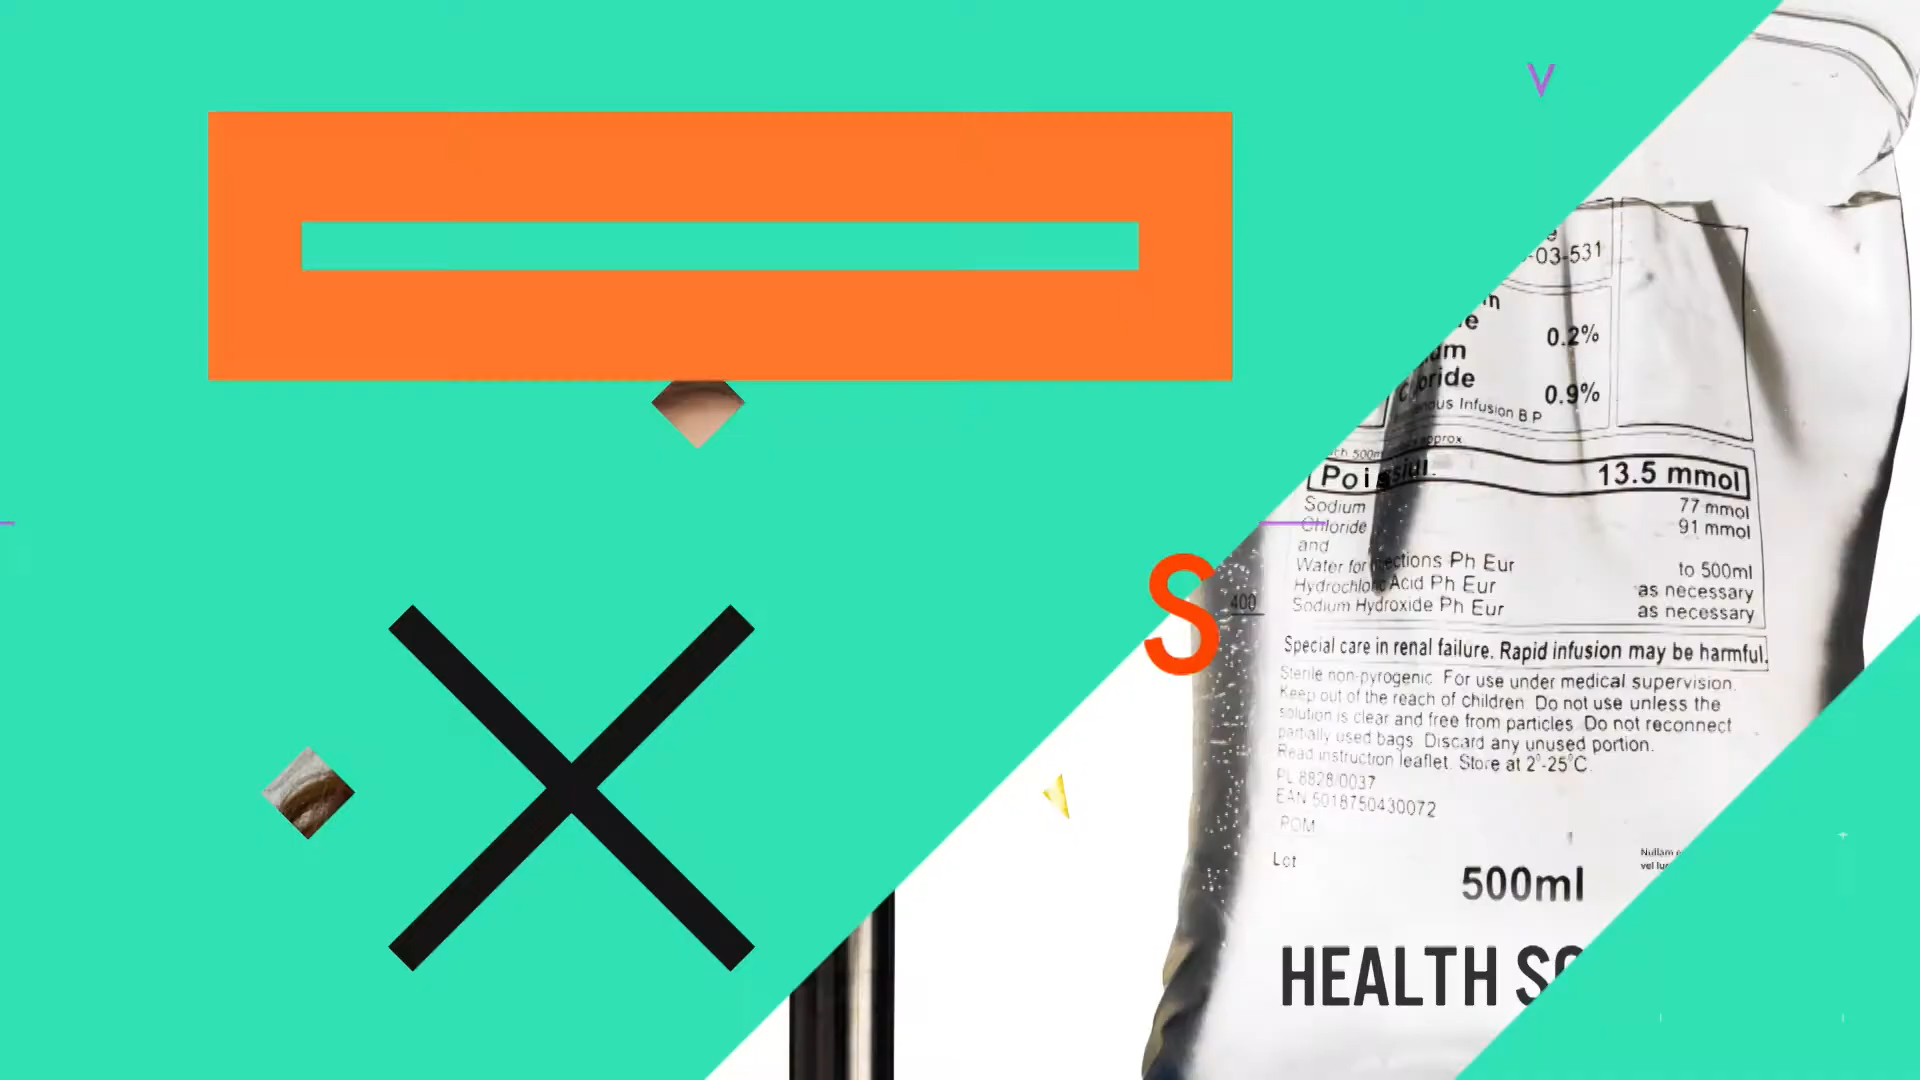 V
-03-531
0.2%
0.9%
Infusion B P
approx
13.5 mmol
Sodium 77 mmol
Chloride 91 mmol
and
Water for Ph Eur to 500ml
Acid Ph Eur as necessary
Sodium Hydroxide Ph Eur as necessary
S
400
Special care in renal failure. Rapid infusion may be harmful.
Sterile non-pyrogenic. For use under medical supervision.
Keep out of the reach of children. Do not use unless the
solution is clear and free from particles. Do not reconnect
partially used bags. Discard any unused portion.
Read instruction leaflet. Store at 2°-25°C.
PL 8828/0037
EAN 5018750430072
POM
Lot
Nullam
vel
500ml
HEALTH